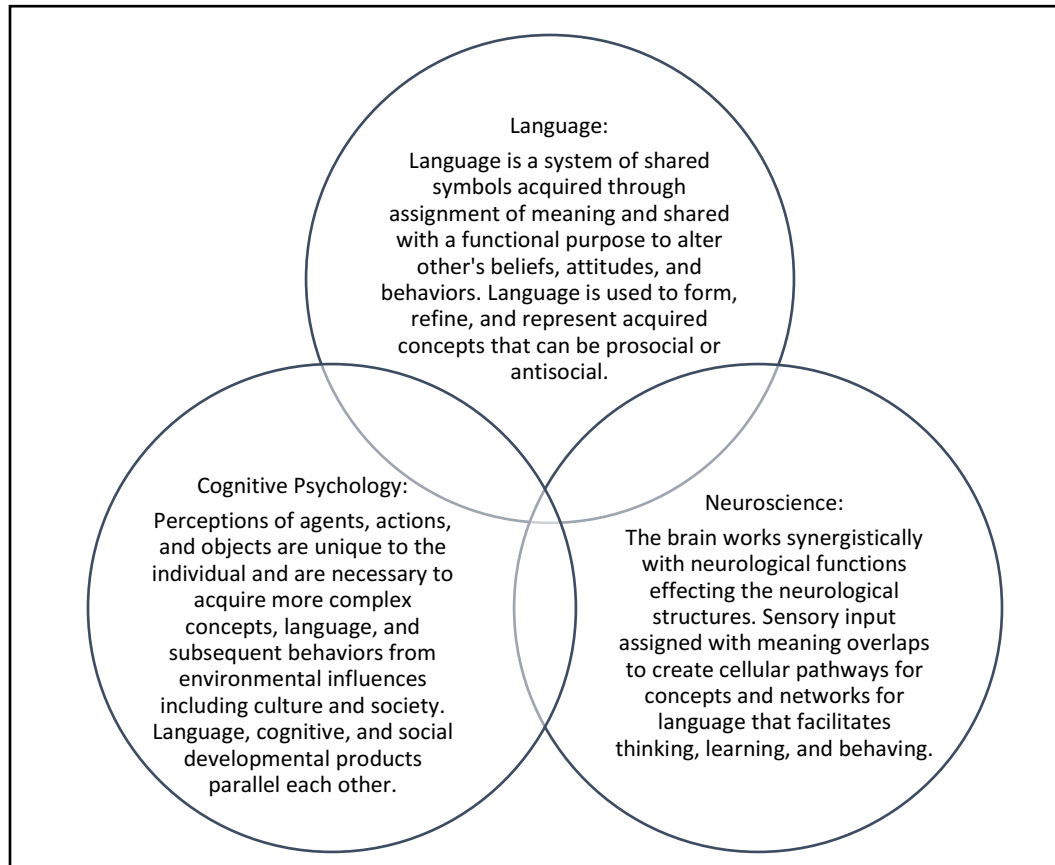 Language:
Language is a system of shared
symbols acquired through
assignment of meaning and shared
with a functional purpose to alter
other's beliefs, attitudes, and
behaviors. Language is used to form,
refine, and represent acquired
concepts that can be prosocial or
antisocial.
Cognitive Psychology:
Perceptions of agents, actions,
and objects are unique to the
individual and are necessary to
acquire more complex
concepts, language, and
subsequent behaviors from
environmental influences
including culture and society.
Language, cognitive, and social
developmental products
parallel each other.
Neuroscience:
The brain works synergistically
with neurological functions
effecting the neurological
structures. Sensory input
assigned with meaning overlaps
to create cellular pathways for
concepts and networks for
language that facilitates
thinking, learning, and behaving.